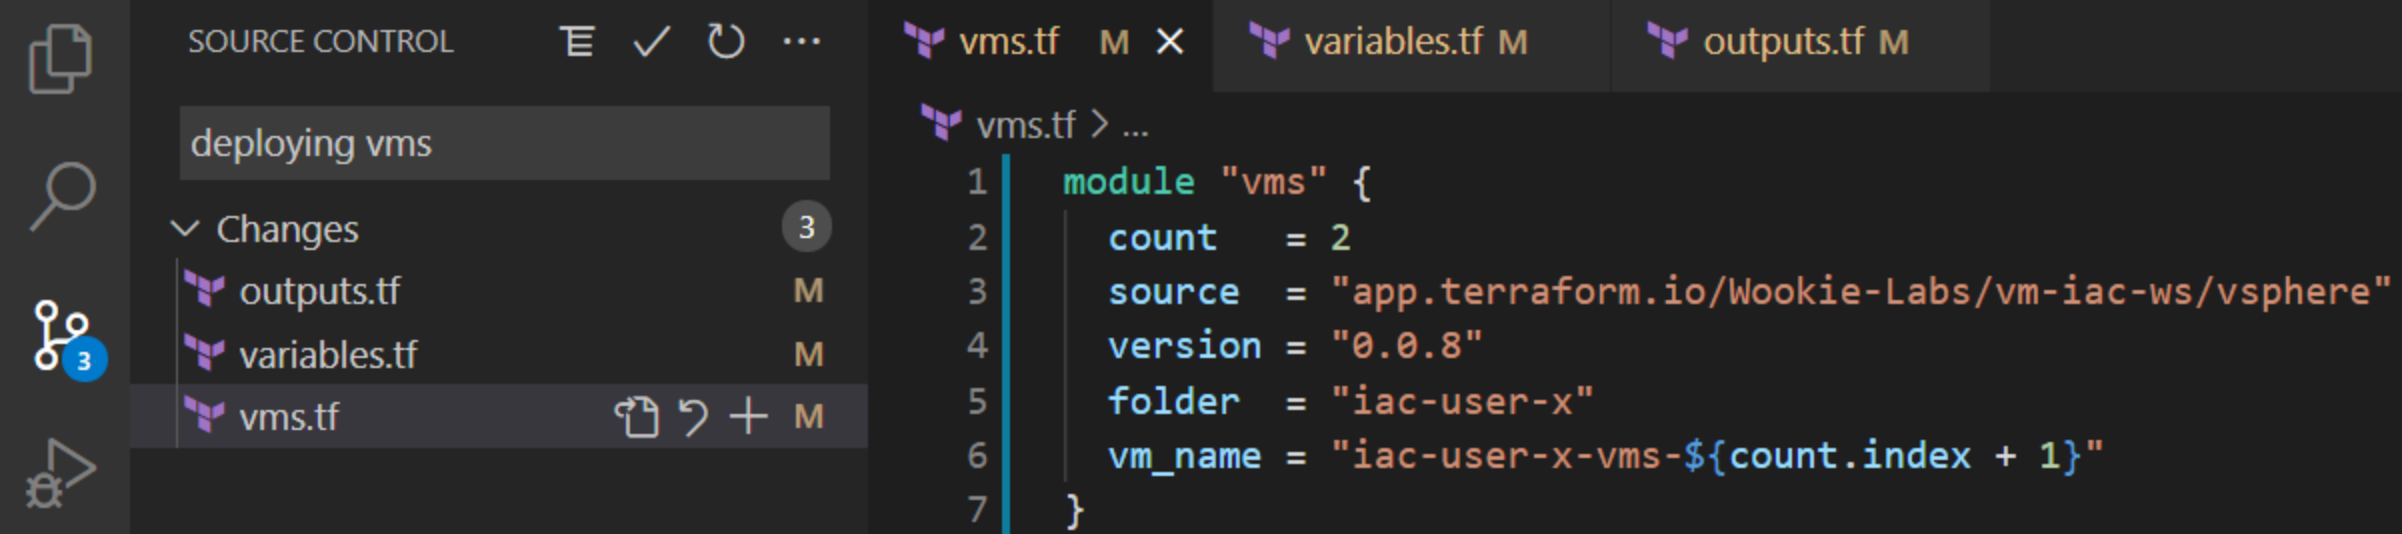 SOURCE CONTROL
deploying vms
Changes 3
outputs.tf M
variables.tf M
vms.tf M
3
vms.tf M variables.tf M outputs.tf M
vms.tf > ...
1 module "vms" {
2 count = 2
3 source = "app.terraform.io/Wookie-Labs/vm-iac-ws/vsphere"
4 version = "0.0.8"
5 folder = "iac-user-x"
6 vm_name = "iac-user-x-vms-${count.index + 1}"
7 }